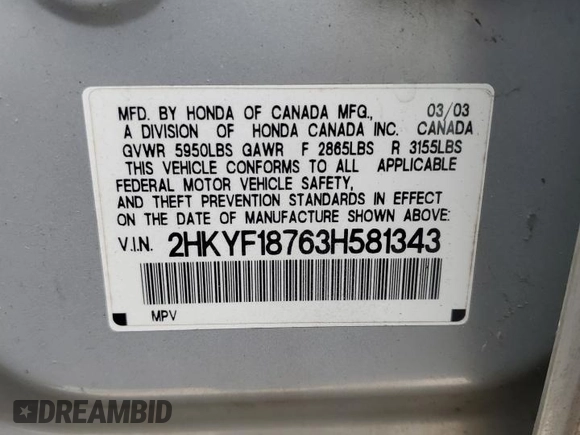 MFD. BY HONDA OF CANADA MFG., 03/03
A DIVISION OF HONDA CANADA INC. CANADA
GVWR 5950LBS GAWR F 2865LBS R 3155LBS
THIS VEHICLE CONFORMS TO ALL APPLICABLE
FEDERAL MOTOR VEHICLE SAFETY,
AND THEFT PREVENTION STANDARDS IN EFFECT
ON THE DATE OF MANUFACTURE SHOWN ABOVE:
V.I.N. 2HKYF18763H581343
MPV
DREAMBID